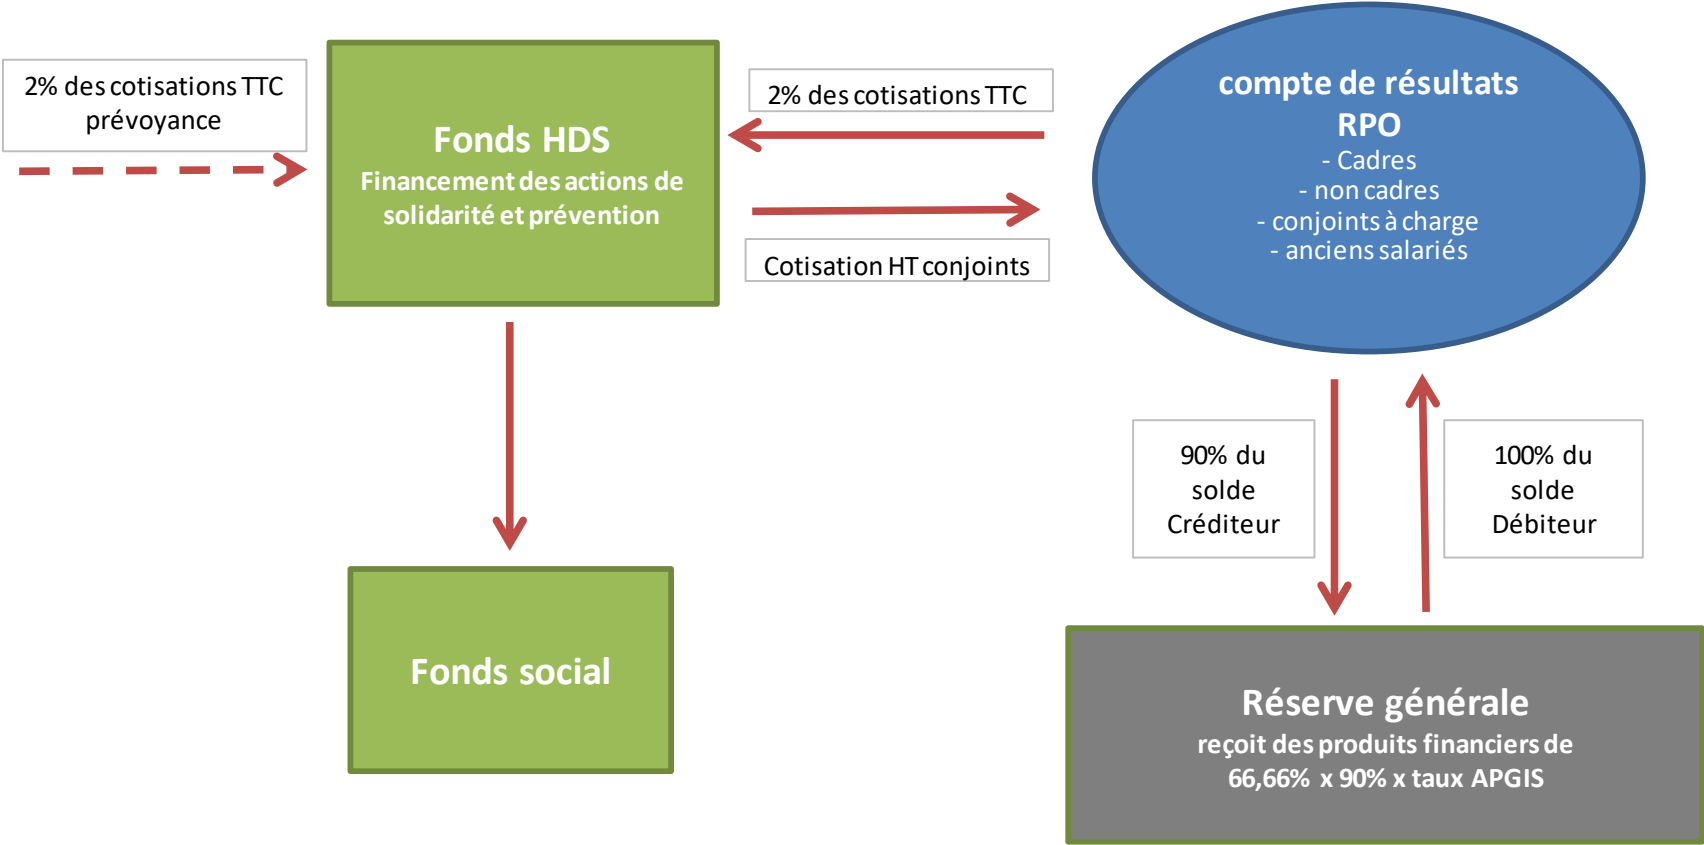 2% des cotisations TTC
prévoyance
Fonds HDS
Financement des actions de
solidarité et prévention
2% des cotisations TTC
Cotisation HT conjoints
compte de résultats
RPO
- Cadres
- non cadres
- conjoints à charge
- anciens salariés
90% du
solde
Créditeur
100% du
solde
Débiteur
Fonds social
Réserve générale
reçoit des produits financiers de
66,66% x 90% x taux APGIS